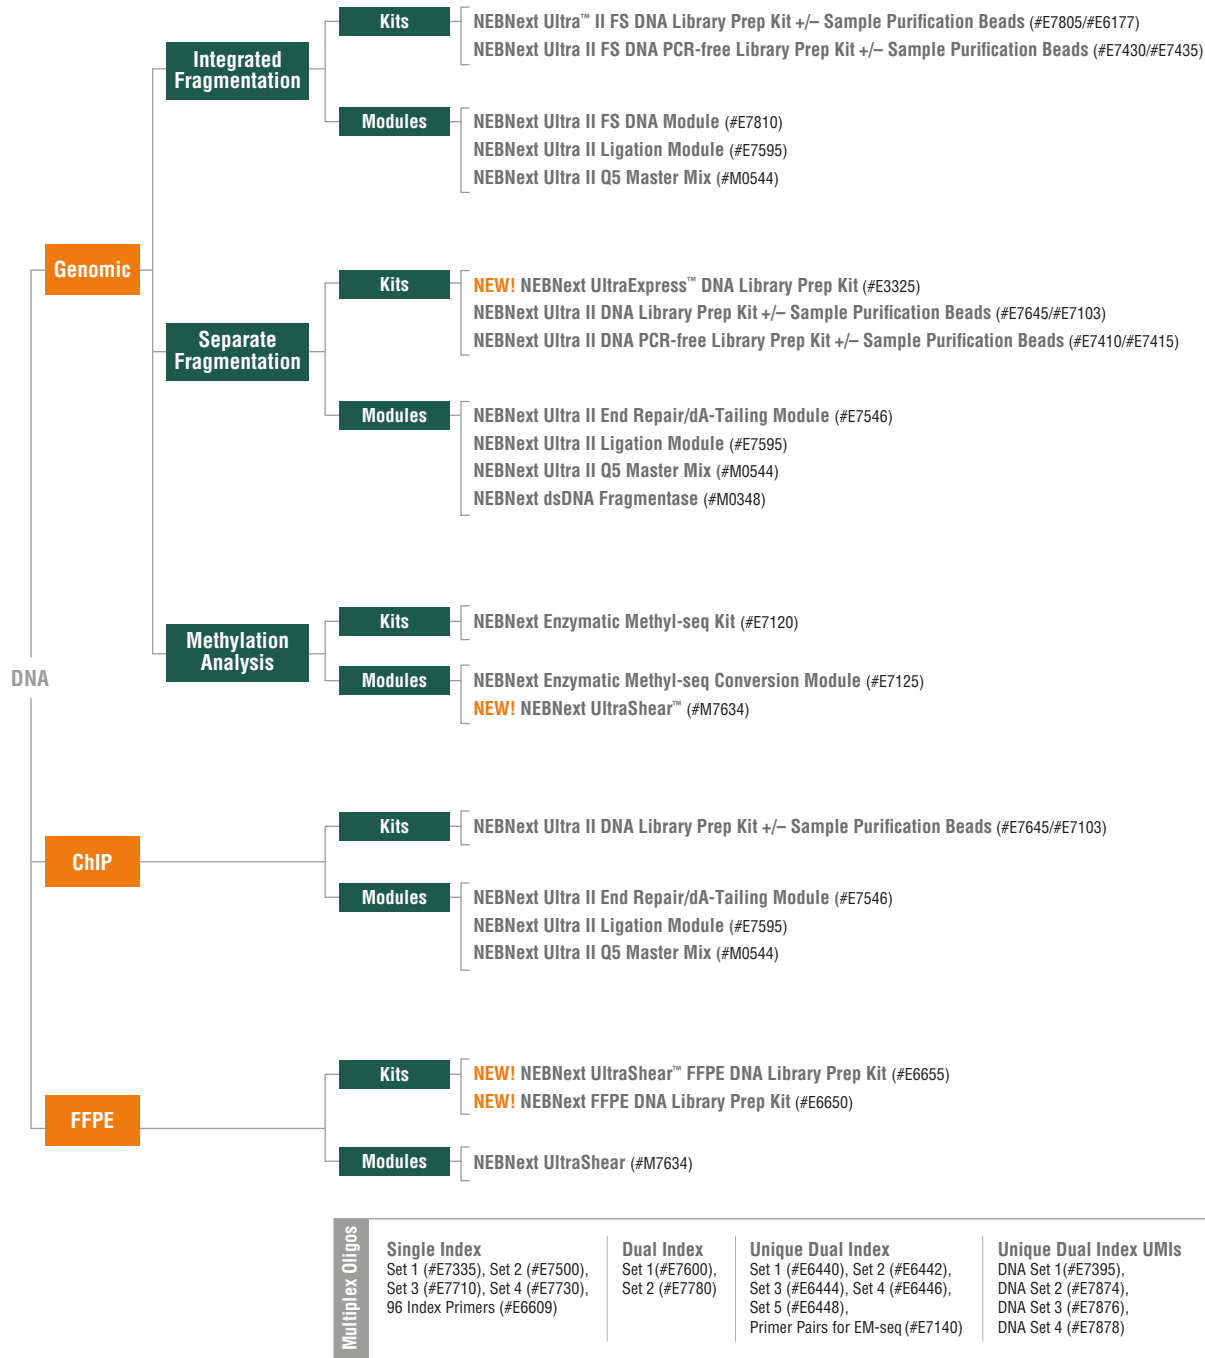 DNA
Genomic
Integrated
Fragmentation
Kits
NEBNext Ultra™ II FS DNA Library Prep Kit +/– Sample Purification Beads (#E7805/#E6177)
NEBNext Ultra II FS DNA PCR-free Library Prep Kit +/– Sample Purification Beads (#E7430/#E7435)
Modules
NEBNext Ultra II FS DNA Module (#E7810)
NEBNext Ultra II Ligation Module (#E7595)
NEBNext Ultra II Q5 Master Mix (#M0544)
Separate
Fragmentation
Kits
NEW! NEBNext UltraExpress™ DNA Library Prep Kit (#E3325)
NEBNext Ultra II DNA Library Prep Kit +/– Sample Purification Beads (#E7645/#E7103)
NEBNext Ultra II DNA PCR-free Library Prep Kit +/– Sample Purification Beads (#E7410/#E7415)
Modules
NEBNext Ultra II End Repair/dA-Tailing Module (#E7546)
NEBNext Ultra II Ligation Module (#E7595)
NEBNext Ultra II Q5 Master Mix (#M0544)
NEBNext dsDNA Fragmentase (#M0348)
Methylation
Analysis
Kits
NEBNext Enzymatic Methyl-seq Kit (#E7120)
Modules
NEBNext Enzymatic Methyl-seq Conversion Module (#E7125)
NEW! NEBNext UltraShear™ (#M7634)
ChIP
Kits
NEBNext Ultra II DNA Library Prep Kit +/– Sample Purification Beads (#E7645/#E7103)
Modules
NEBNext Ultra II End Repair/dA-Tailing Module (#E7546)
NEBNext Ultra II Ligation Module (#E7595)
NEBNext Ultra II Q5 Master Mix (#M0544)
FFPE
Kits
NEW! NEBNext UltraShear™ FFPE DNA Library Prep Kit (#E6655)
NEW! NEBNext FFPE DNA Library Prep Kit (#E6650)
Modules
NEBNext UltraShear (#M7634)
Multiplex Oligos
Single Index
Set 1 (#E7335), Set 2 (#E7500),
Set 3 (#E7710), Set 4 (#E7730),
96 Index Primers (#E6609)
Dual Index
Set 1(#E7600),
Set 2 (#E7780)
Unique Dual Index
Set 1 (#E6440), Set 2 (#E6442),
Set 3 (#E6444), Set 4 (#E6446),
Set 5 (#E6448),
Primer Pairs for EM-seq (#E7140)
Unique Dual Index UMIs
DNA Set 1(#E7395),
DNA Set 2 (#E7874),
DNA Set 3 (#E7876),
DNA Set 4 (#E7878)